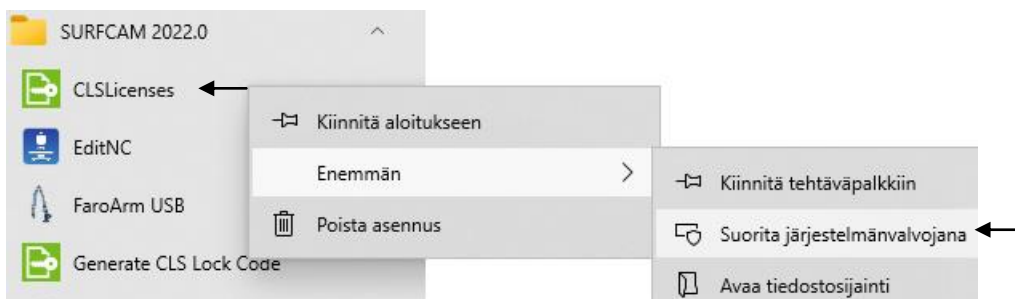 SURFCAM 2022.0
CLSLicenses
EditNC
FaroArm USB
Generate CLS Lock Code
Kiinnitä aloitukseen
Enemmän
Poista asennus
Kiinnitä tehtäväpalkkiin
Suorita järjestelmänvalvojana
Avaa tiedostosijainti